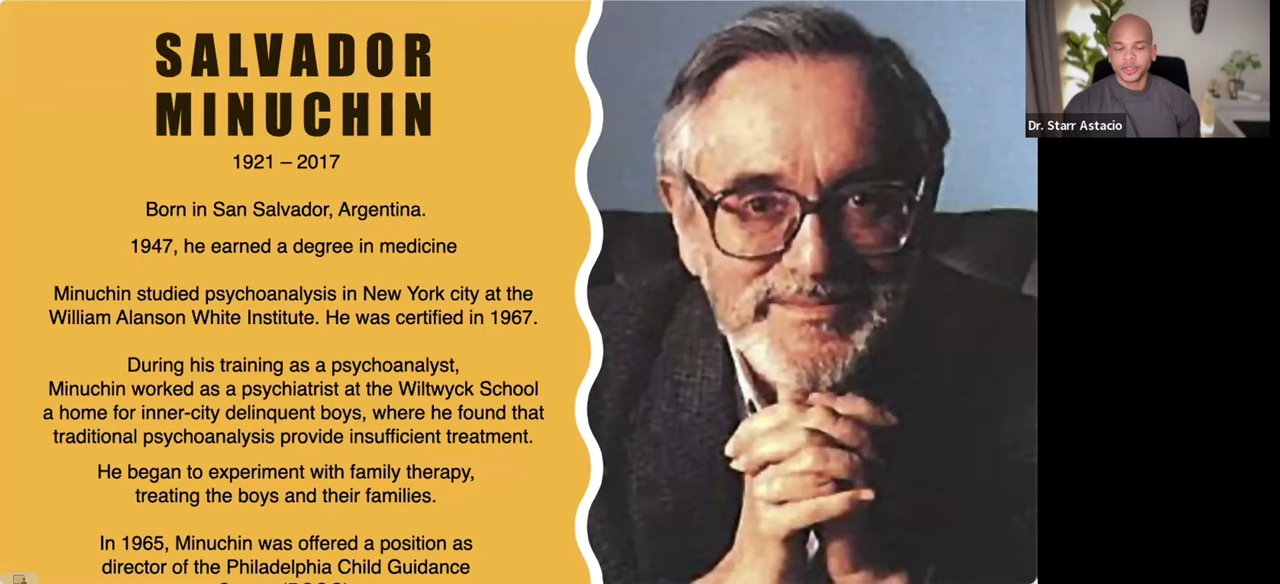 SALVADOR
MINUCHIN
1921 – 2017
Born in San Salvador, Argentina.
1947, he earned a degree in medicine
Minuchin studied psychoanalysis in New York city at the
William Alanson White Institute. He was certified in 1967.
During his training as a psychoanalyst,
Minuchin worked as a psychiatrist at the Wiltwyck School
a home for inner-city delinquent boys, where he found that
traditional psychoanalysis provide insufficient treatment.
He began to experiment with family therapy,
treating the boys and their families.
In 1965, Minuchin was offered a position as
director of the Philadelphia Child Guidance
Dr. Starr Astacio